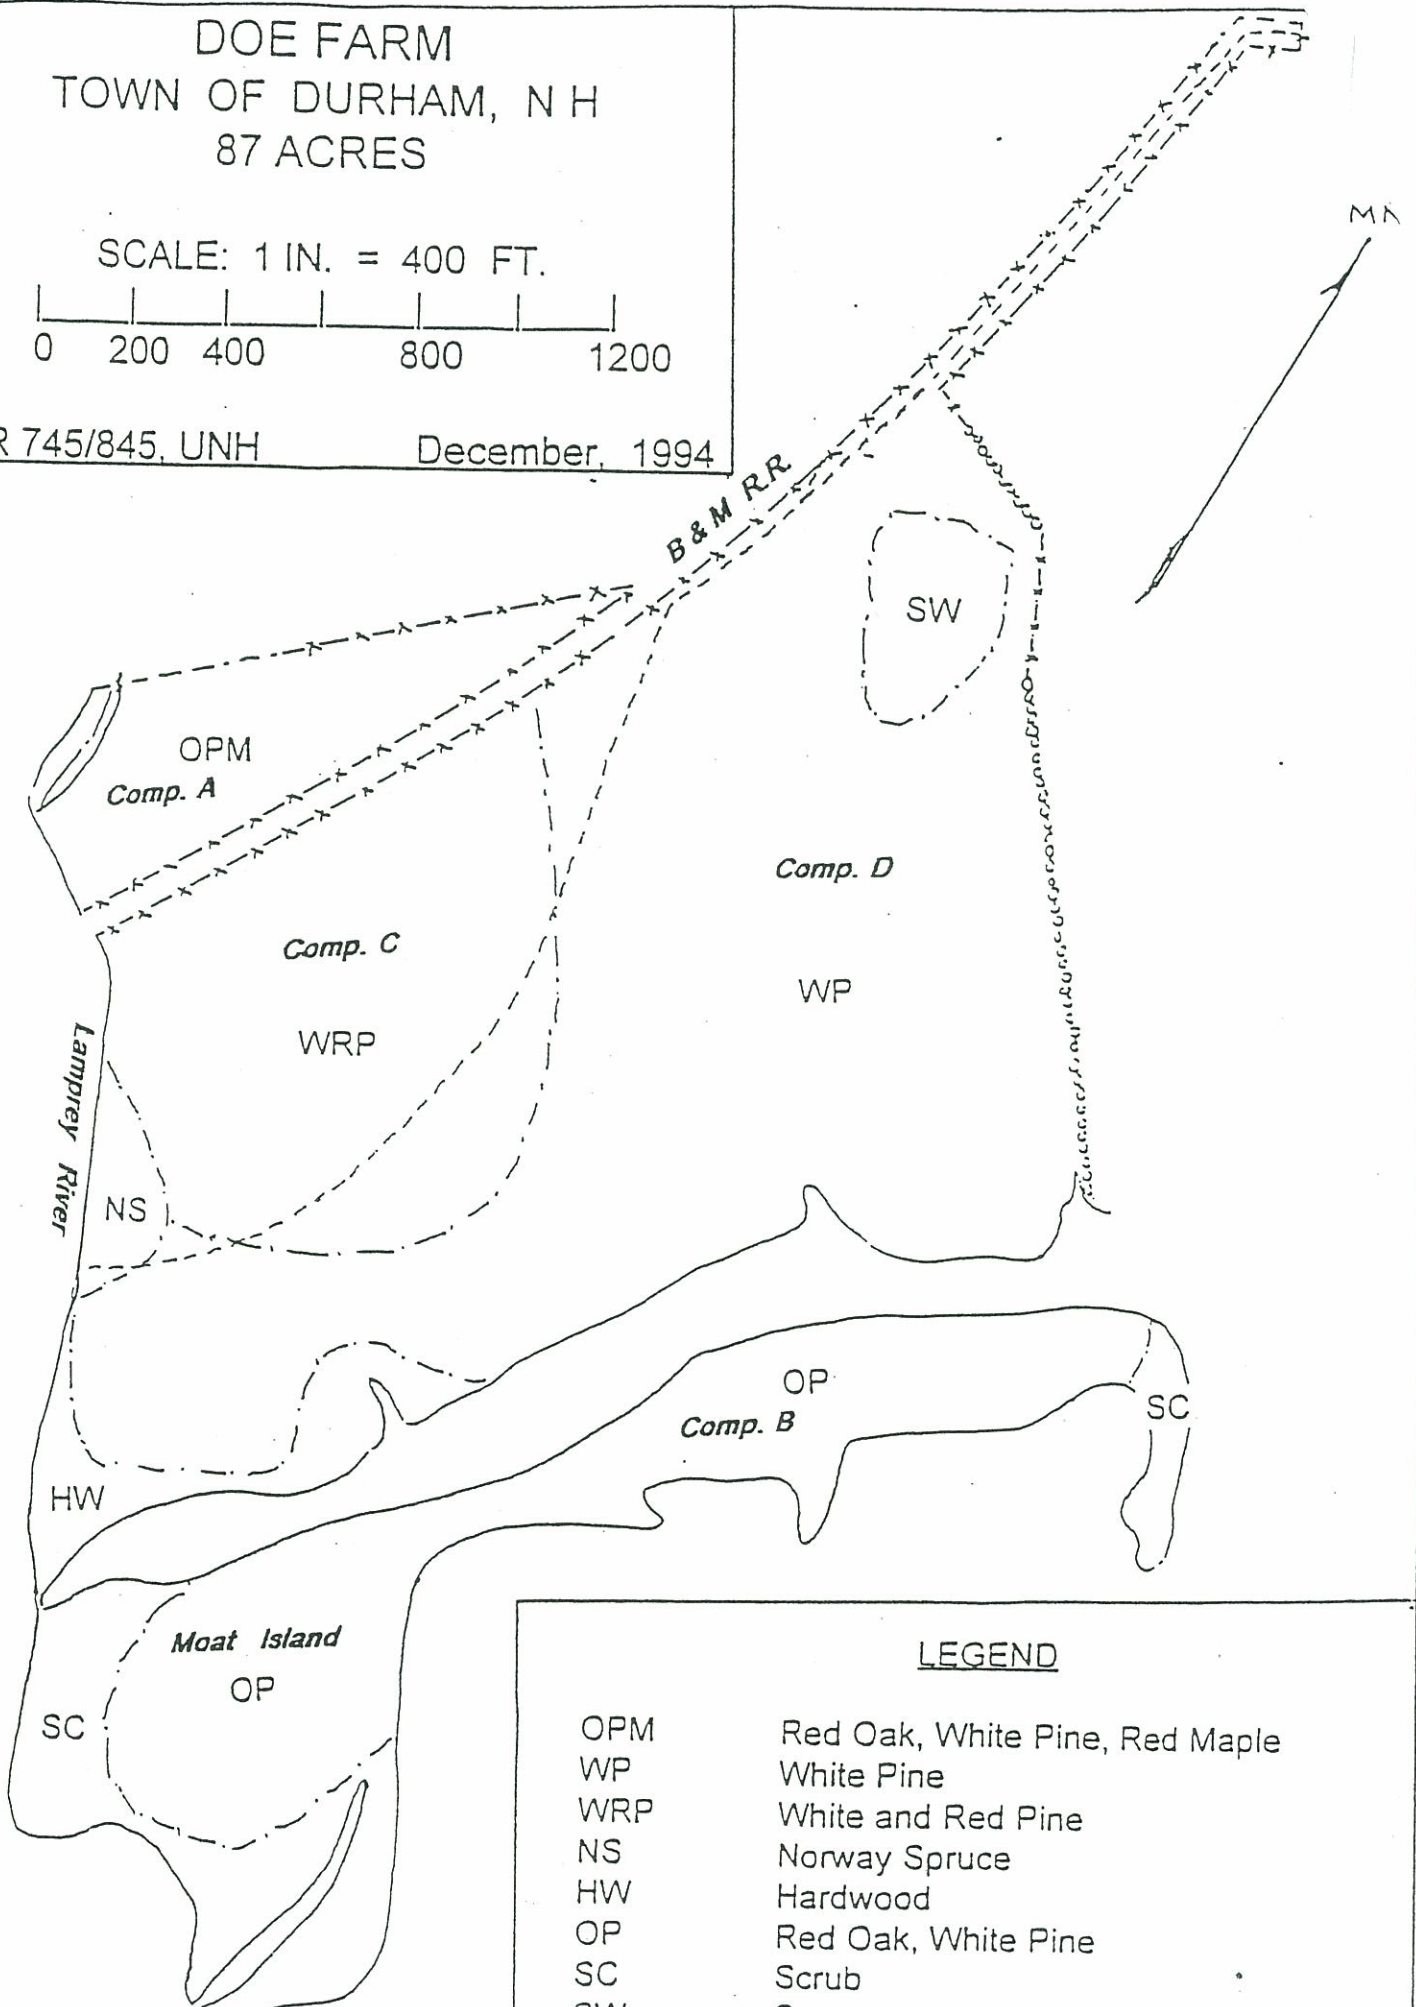 DOE FARM
TOWN OF DURHAM, N H
87 ACRES
SCALE: 1 IN. = 400 FT.
0 200 400 800 1200
745/845, UNH December, 1994
B & M R.R
SW
OPM
Comp. A
Comp. D
Comp. C
WP
WRP
Lamprey River
NS
OP
SC
Comp. B
HW
Moat Island
OP
SC
LEGEND
OPM Red Oak, White Pine, Red Maple
WP White Pine
WRP White and Red Pine
NS Norway Spruce
HW Hardwood
OP Red Oak, White Pine
SC Scrub
SW